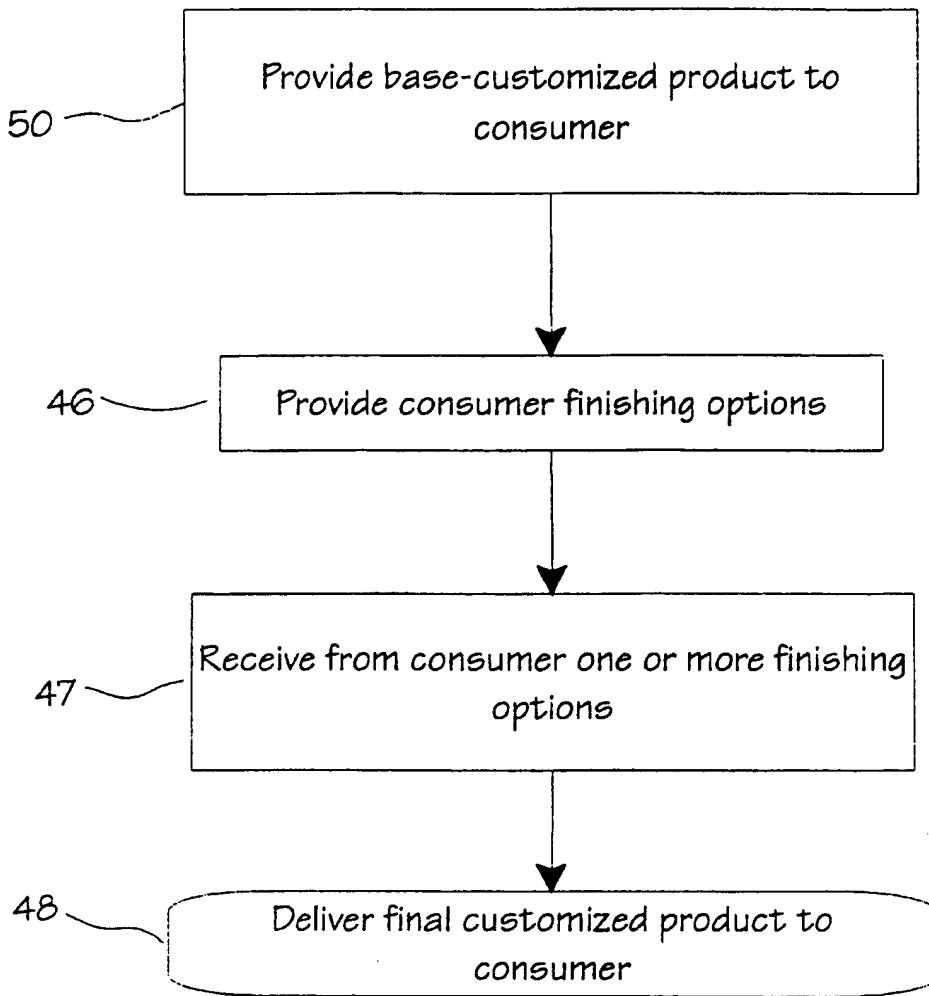 Provide base-customized product to
consumer
50
46
Provide consumer finishing options
Receive from consumer one or more finishing
options
47
48
Deliver final customized product to
consumer